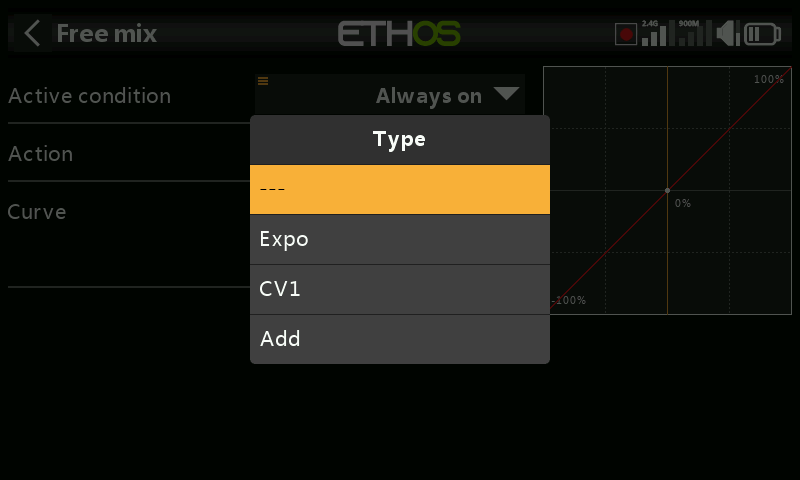 Free mix
ETHOS
2.4G
900M
Active condition
Always on
100%
Type
Action
---
0%
Curve
Expo
CV1
-100%
Add